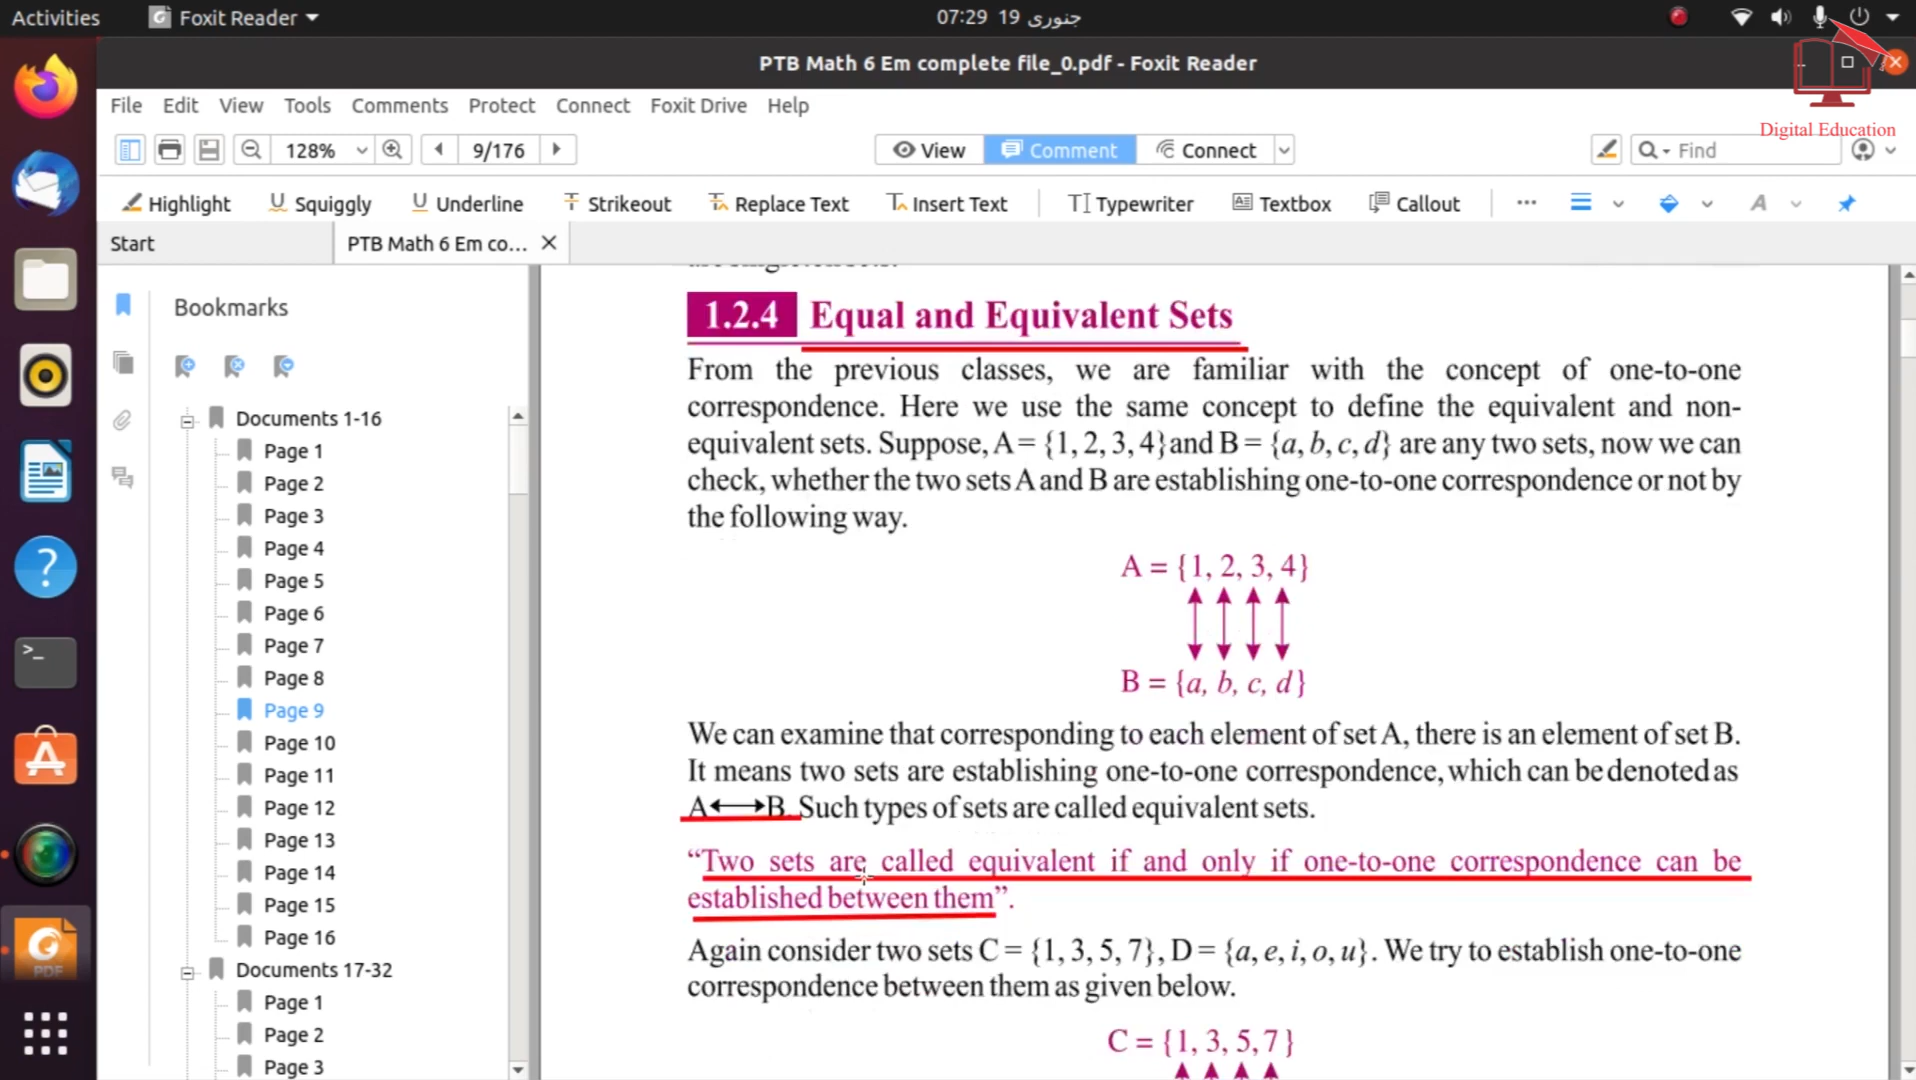 Activities
Foxit Reader
07:29 19 جنوری
PTB Math 6 Em complete file_0.pdf - Foxit Reader
File Edit View Tools Comments Protect Connect Foxit Drive Help
Digital Education
128%
9/176
View
Comment
Connect
Find
Highlight
Squiggly
Underline
Strikeout
Replace Text
Insert Text
Typewriter
Textbox
Callout
Start
PTB Math 6 Em co...
Bookmarks
Documents 1-16
Page 1
Page 2
Page 3
Page 4
Page 5
Page 6
Page 7
Page 8
Page 9
Page 10
Page 11
Page 12
Page 13
Page 14
Page 15
Page 16
Documents 17-32
Page 1
Page 2
Page 3
1.2.4 Equal and Equivalent Sets
From the previous classes, we are familiar with the concept of one-to-one
correspondence. Here we use the same concept to define the equivalent and non-
equivalent sets. Suppose, A = {1, 2, 3, 4} and B = {a, b, c, d} are any two sets, now we can
check, whether the two sets A and B are establishing one-to-one correspondence or not by
the following way.
A = {1, 2, 3, 4}
B = {a, b, c, d}
We can examine that corresponding to each element of set A, there is an element of set B.
It means two sets are establishing one-to-one correspondence, which can be denoted as
A⟷B. Such types of sets are called equivalent sets.
“Two sets are called equivalent if and only if one-to-one correspondence can be
established between them”.
Again consider two sets C = {1, 3, 5, 7}, D = {a, e, i, o, u}. We try to establish one-to-one
correspondence between them as given below.
C = {1, 3, 5, 7}